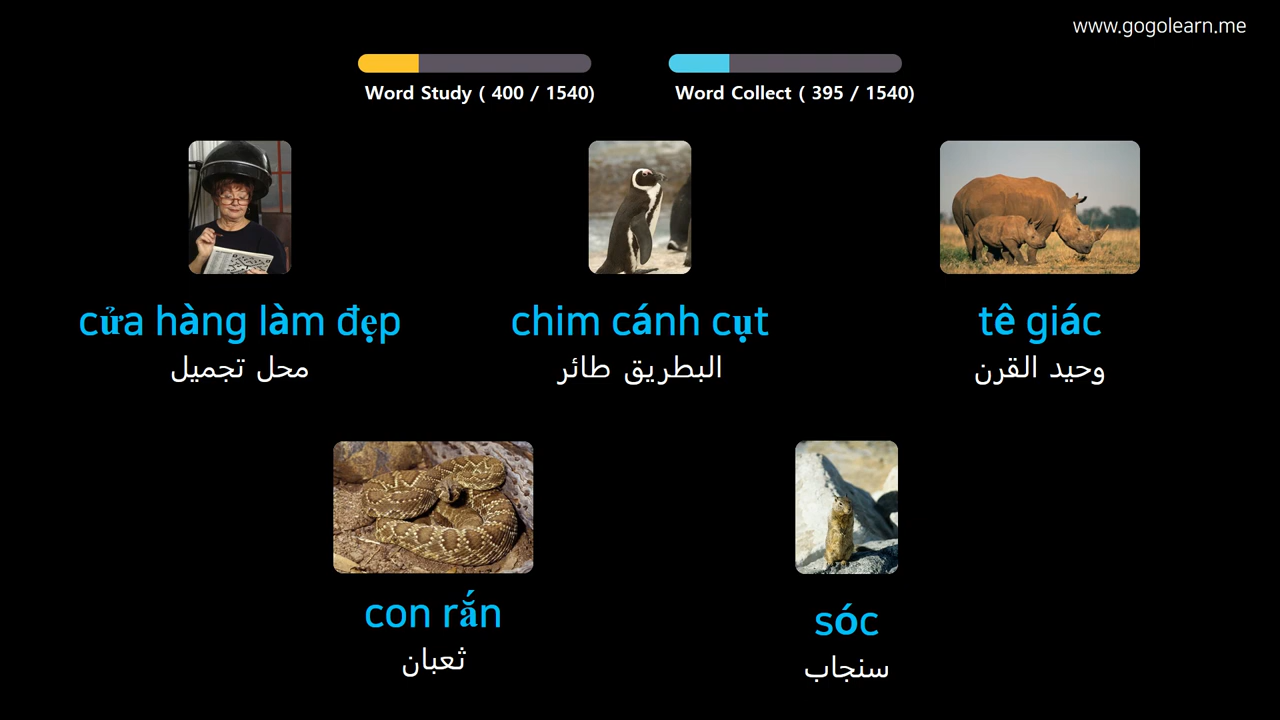 www.gogolearn.me
Word Study ( 400 / 1540)
Word Collect ( 395 / 1540)
cửa hàng làm đẹp
محل تجميل
chim cánh cụt
البطريق طائر
tê giác
وحيد القرن
con rắn
ثعبان
sóc
سنجاب